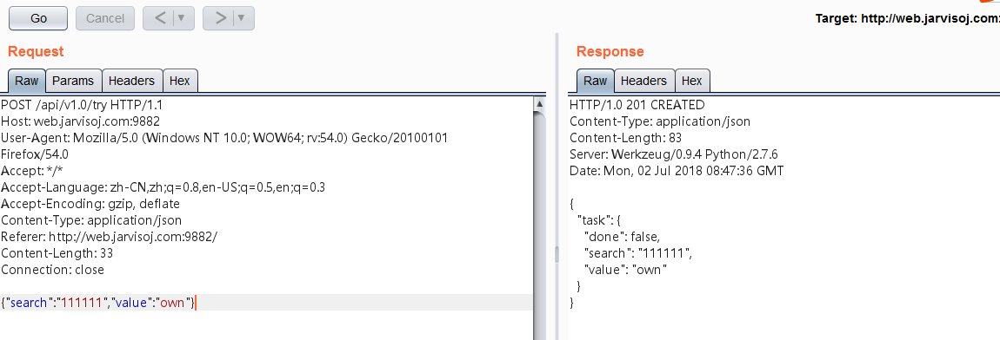 Go Cancel < ▼ > ▼ Target: http://web.jarvisoj.com:
Request
Raw Params Headers Hex
POST /api/v1.0/try HTTP/1.1
Host: web.jarvisoj.com:9882
User-Agent: Mozilla/5.0 (Windows NT 10.0; WOW64; rv:54.0) Gecko/20100101
Firefox/54.0
Accept: */*
Accept-Language: zh-CN,zh;q=0.8,en-US;q=0.5,en;q=0.3
Accept-Encoding: gzip, deflate
Content-Type: application/json
Referer: http://web.jarvisoj.com:9882/
Content-Length: 33
Connection: close
{"search":"111111","value":"own"}
Response
Raw Headers Hex
HTTP/1.0 201 CREATED
Content-Type: application/json
Content-Length: 83
Server: Werkzeug/0.9.4 Python/2.7.6
Date: Mon, 02 Jul 2018 08:47:36 GMT
{
"task": {
"done": false,
"search": "111111",
"value": "own"
}
}